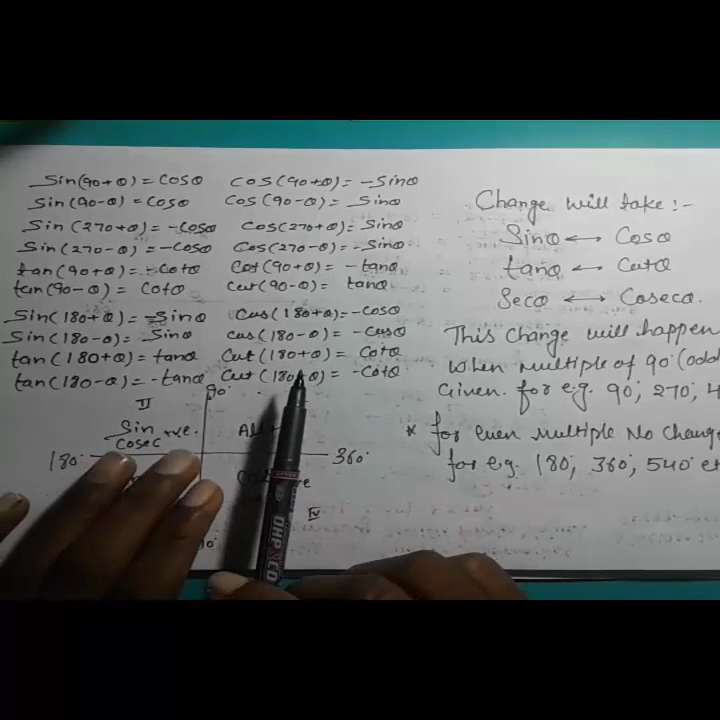 Sin(90+θ) = Cosθ
Sin(90-θ) = Cosθ
Sin(270+θ) = -Cosθ
Sin(270-θ) = -Cosθ
tan(90+θ) = -Cotθ
tan(90-θ) = Cotθ
Sin(180+θ) = -Sinθ
Sin(180-θ) = Sinθ
tan(180+θ) = tanθ
tan(180-θ) = -tanθ
Cos(90+θ) = -Sinθ
Cos(90-θ) = Sinθ
Cos(270+θ) = Sinθ
Cos(270-θ) = -Sinθ
Cot(90+θ) = -tanθ
Cot(90-θ) = tanθ
Cos(180+θ) = -Cosθ
Cos(180-θ) = -Cosθ
Cot(180+θ) = Cotθ
Cot(180-θ) = -Cotθ
90°
II
Sin
Cosec +ve.
180°
360°
IV
Change will take :-
Sinθ ↔ Cosθ
tanθ ↔ Cotθ
Secθ ↔ Cosecθ.
This Change will happen
when multiple of 90° (odd
Given. for e.g. 90°, 270°, 4
* for even multiple No Chang
for e.g. 180°, 360°, 540° et
OHP